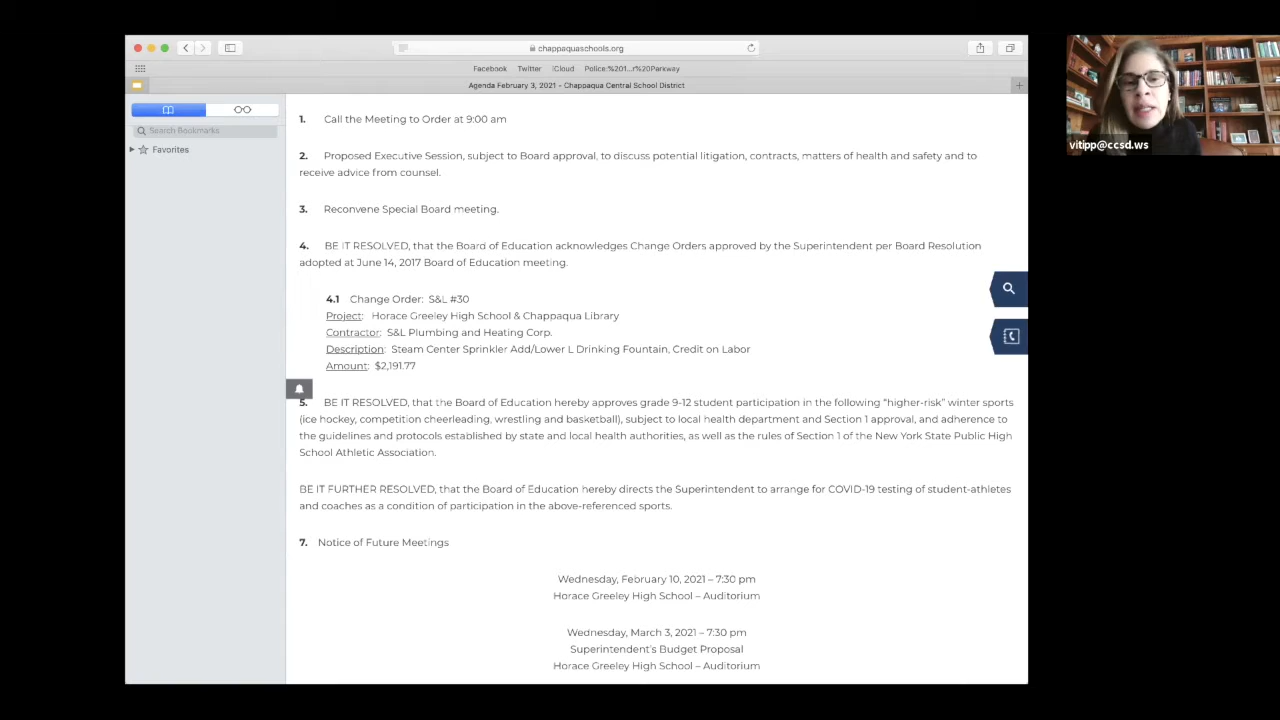 chappaquaschools.org
Facebook Twitter iCloud Police:%201...r%20Parkway
Agenda February 3, 2021 - Chappaqua Central School District
Search Bookmarks
Favorites
1. Call the Meeting to Order at 9:00 am
2. Proposed Executive Session, subject to Board approval, to discuss potential litigation, contracts, matters of health and safety and to
receive advice from counsel.
3. Reconvene Special Board meeting.
4. BE IT RESOLVED, that the Board of Education acknowledges Change Orders approved by the Superintendent per Board Resolution
adopted at June 14, 2017 Board of Education meeting.
4.1 Change Order: S&L #30
Project: Horace Greeley High School & Chappaqua Library
Contractor: S&L Plumbing and Heating Corp.
Description: Steam Center Sprinkler Add/Lower L Drinking Fountain, Credit on Labor
Amount: $2,191.77
5. BE IT RESOLVED, that the Board of Education hereby approves grade 9-12 student participation in the following “higher-risk” winter sports
(ice hockey, competition cheerleading, wrestling and basketball), subject to local health department and Section 1 approval, and adherence to
the guidelines and protocols established by state and local health authorities, as well as the rules of Section 1 of the New York State Public High
School Athletic Association.
BE IT FURTHER RESOLVED, that the Board of Education hereby directs the Superintendent to arrange for COVID-19 testing of student-athletes
and coaches as a condition of participation in the above-referenced sports.
7. Notice of Future Meetings
Wednesday, February 10, 2021 – 7:30 pm
Horace Greeley High School – Auditorium
Wednesday, March 3, 2021 – 7:30 pm
Superintendent's Budget Proposal
Horace Greeley High School – Auditorium
vitipp@ccsd.ws